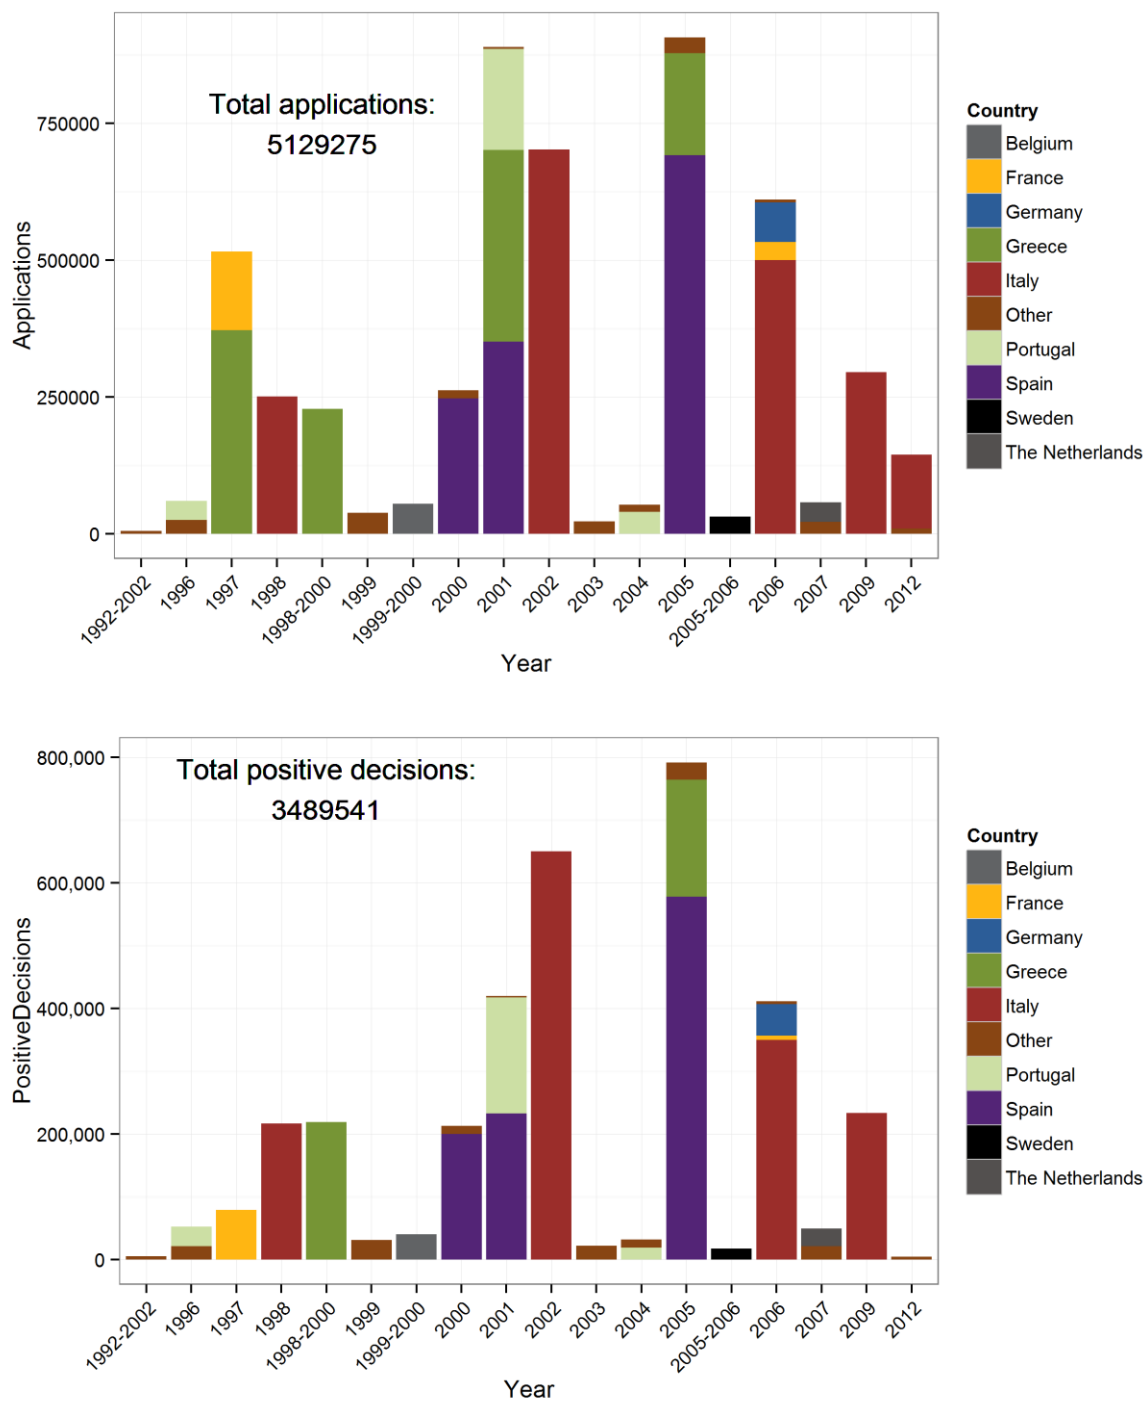 Total applications:
5129275
Applications
750000
500000
250000
0
1992-2002
1996
1997
1998
1998-2000
1999
1999-2000
2000
2001
2002
2003
2004
2005
2005-2006
2006
2007
2009
2012
Year
Country
Belgium
France
Germany
Greece
Italy
Other
Portugal
Spain
Sweden
The Netherlands
Total positive decisions:
3489541
PositiveDecisions
800,000
600,000
400,000
200,000
0
1992-2002
1996
1997
1998
1998-2000
1999
1999-2000
2000
2001
2002
2003
2004
2005
2005-2006
2006
2007
2009
2012
Year
Country
Belgium
France
Germany
Greece
Italy
Other
Portugal
Spain
Sweden
The Netherlands